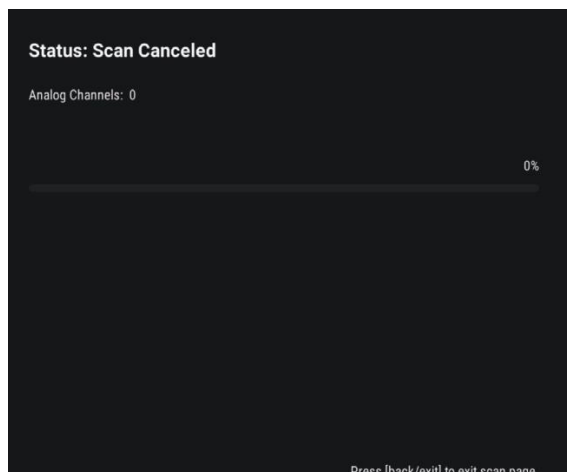 Status: Scan Canceled
Analog Channels: 0
0%
Press [back/exit] to exit scan page